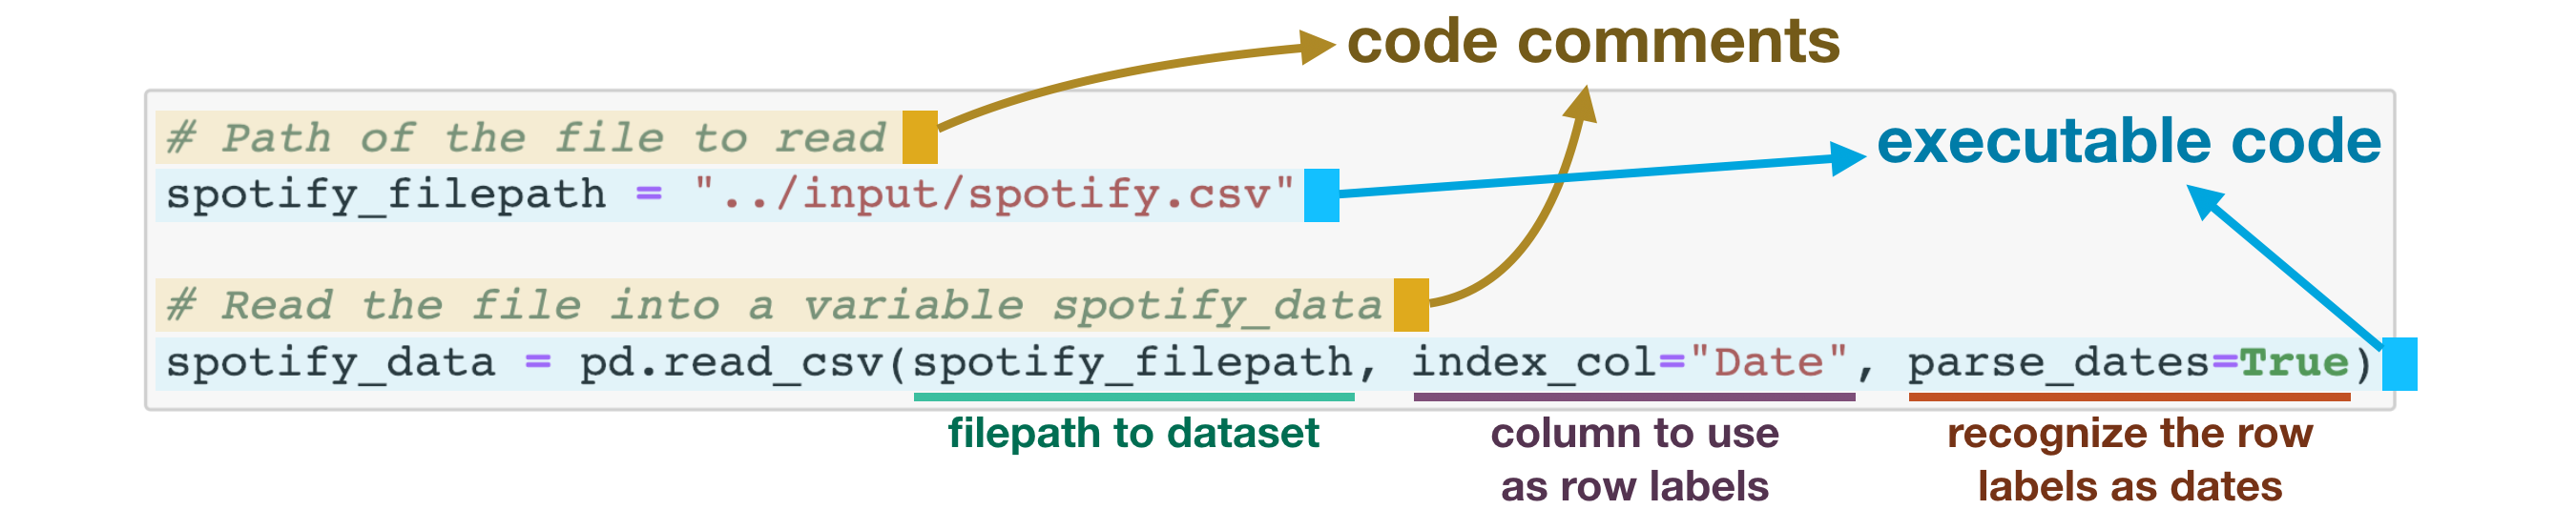 code comments
# Path of the file to read
executable code
spotify_filepath = "../input/spotify.csv"
# Read the file into a variable spotify_data
spotify_data = pd.read_csv(spotify_filepath, index_col="Date", parse_dates=True)
filepath to dataset
column to use
as row labels
recognize the row
labels as dates